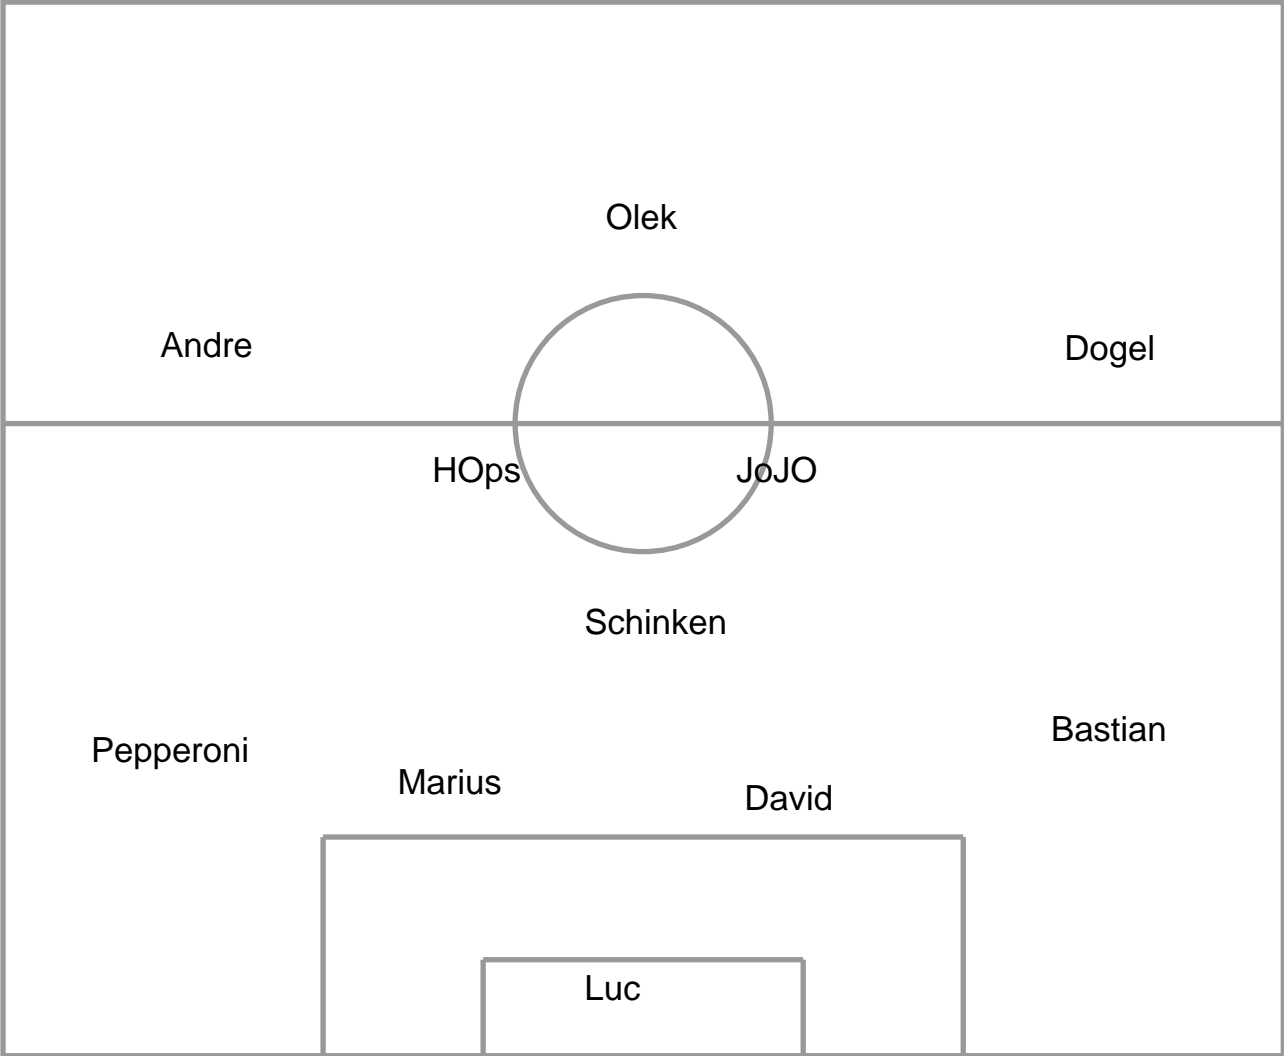 Olek
Andre
Dogel
HOps
JoJO
Schinken
Bastian
Pepperoni
Marius
David
Luc